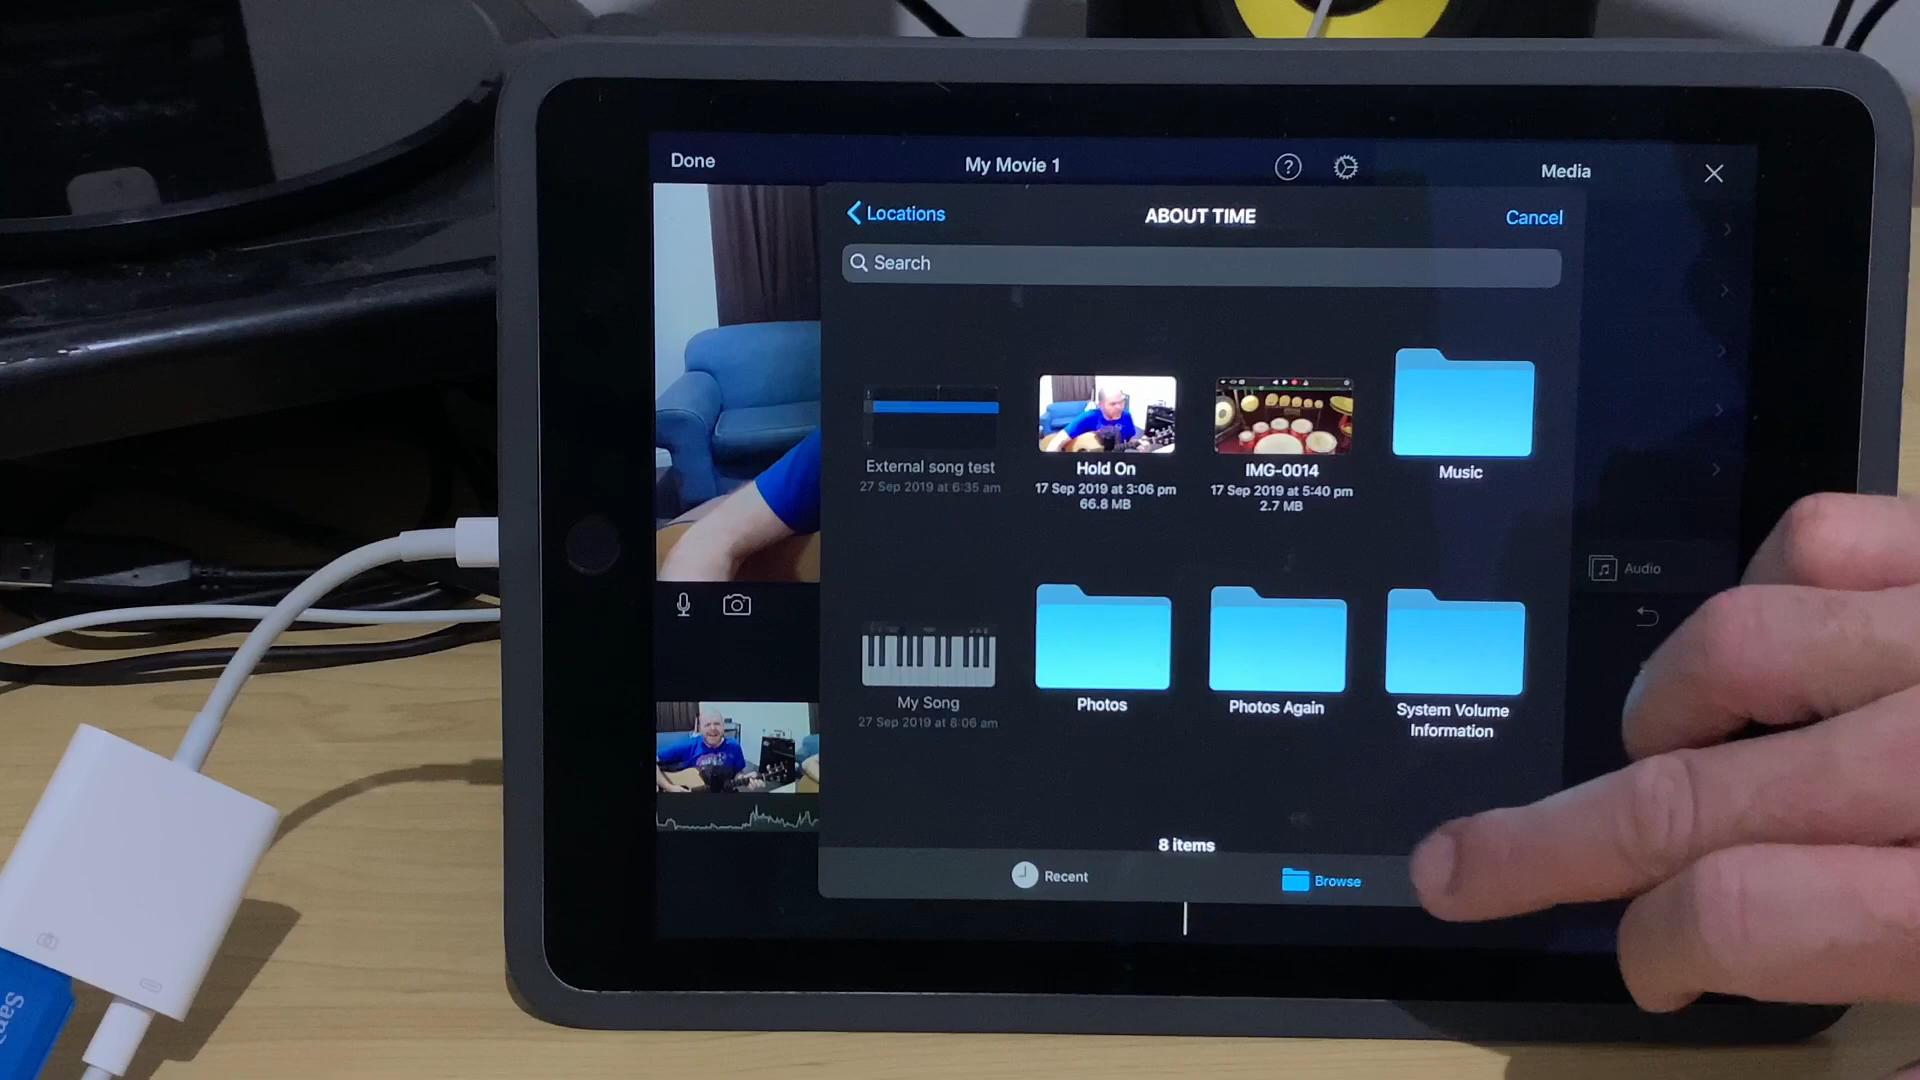 Done
My Movie 1
?
Media
Locations
ABOUT TIME
Cancel
Search
External song test
27 Sep 2019 at 6:35 am
Hold On
17 Sep 2019 at 3:06 pm
66.8 MB
IMG-0014
17 Sep 2019 at 5:40 pm
2.7 MB
Music
Audio
My Song
27 Sep 2019 at 8:06 am
Photos
Photos Again
System Volume
Information
8 items
Recent
Browse